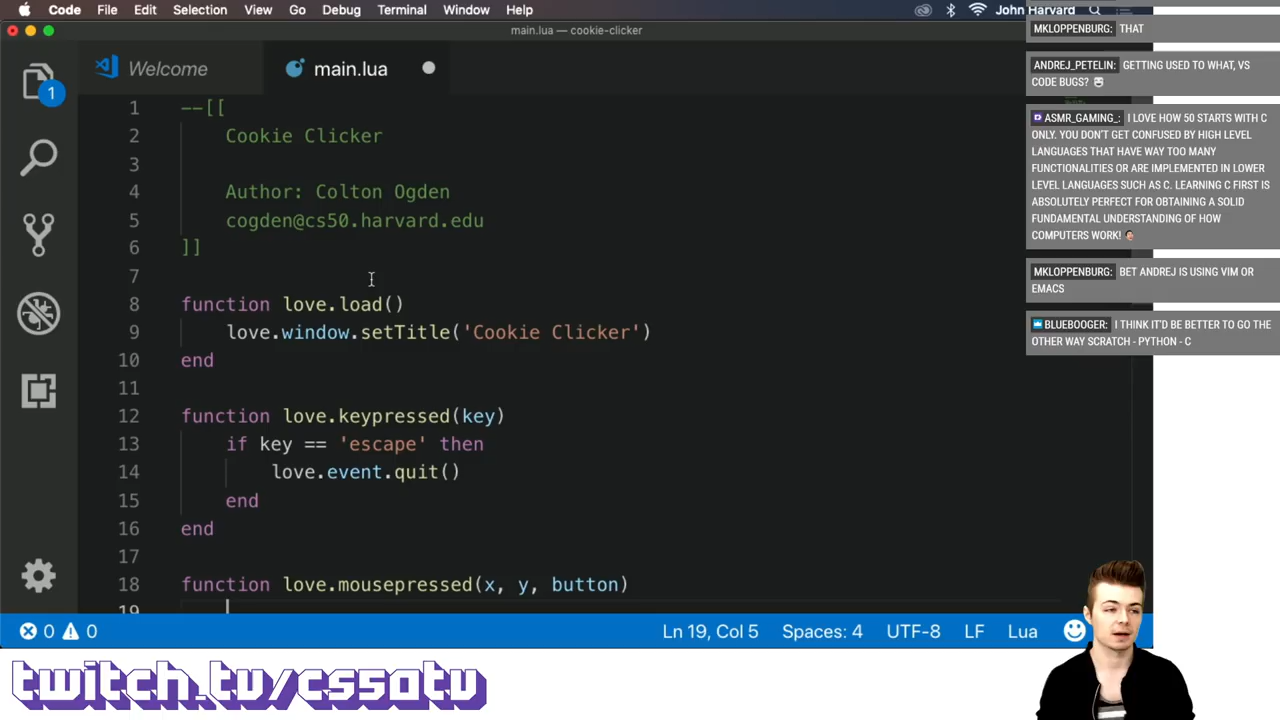 Code File Edit Selection View Go Debug Terminal Window Help John Harvard
main.lua — cookie-clicker
Welcome main.lua
1
1 --[[
2 Cookie Clicker
3
4 Author: Colton Ogden
5 cogden@cs50.harvard.edu
6 ]]
7
8 function love.load()
9 love.window.setTitle('Cookie Clicker')
10 end
11
12 function love.keypressed(key)
13 if key == 'escape' then
14 love.event.quit()
15 end
16 end
17
18 function love.mousepressed(x, y, button)
19
0 0 Ln 19, Col 5 Spaces: 4 UTF-8 LF Lua
MKLOPPENBURG: THAT
ANDREJ_PETELIN: GETTING USED TO WHAT, VS
CODE BUGS?
ASMR_GAMING_: I LOVE HOW 50 STARTS WITH C
ONLY. YOU DON'T GET CONFUSED BY HIGH LEVEL
LANGUAGES THAT HAVE WAY TOO MANY
FUNCTIONALITIES OR ARE IMPLEMENTED IN LOWER
LEVEL LANGUAGES SUCH AS C. LEARNING C FIRST IS
ABSOLUTELY PERFECT FOR OBTAINING A SOLID
FUNDAMENTAL UNDERSTANDING OF HOW
COMPUTERS WORK!
MKLOPPENBURG: BET ANDREJ IS USING VIM OR
EMACS
BLUEBOOGER: I THINK IT'D BE BETTER TO GO THE
OTHER WAY SCRATCH - PYTHON - C
twitch.tv/cs50tv